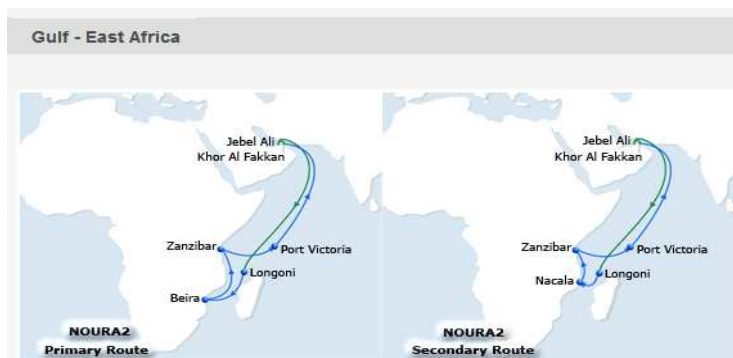 Gulf - East Africa
Jebel Ali
Khor Al Fakkan
Zanzibar
Port Victoria
Longoni
Beira
NOURA2
Primary Route
Jebel Ali
Khor Al Fakkan
Zanzibar
Port Victoria
Nacala
Longoni
NOURA2
Secondary Route